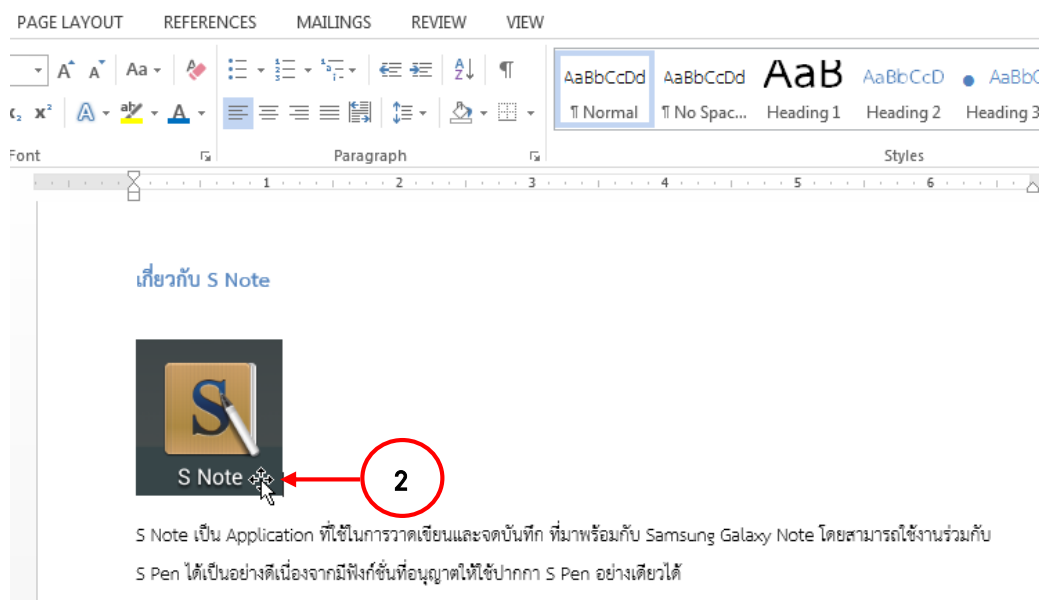 PAGE LAYOUT REFERENCES MAILINGS REVIEW VIEW
Aa
AaBbCcDd AaBbCcDd AaB AaBbCcD AaBbC
¶ Normal ¶ No Spac... Heading 1 Heading 2 Heading 3
Font Paragraph Styles
1 2 3 4 5 6
เกี่ยวกับ S Note
S
S Note
2
S Note เป็น Application ที่ใช้ในการวาดเขียนและจดบันทึก ที่มาพร้อมกับ Samsung Galaxy Note โดยสามารถใช้งานร่วมกับ
S Pen ได้เป็นอย่างดีเนื่องจากมีฟังก์ชั่นที่อนุญาตให้ใช้ปากกา S Pen อย่างเดียวได้